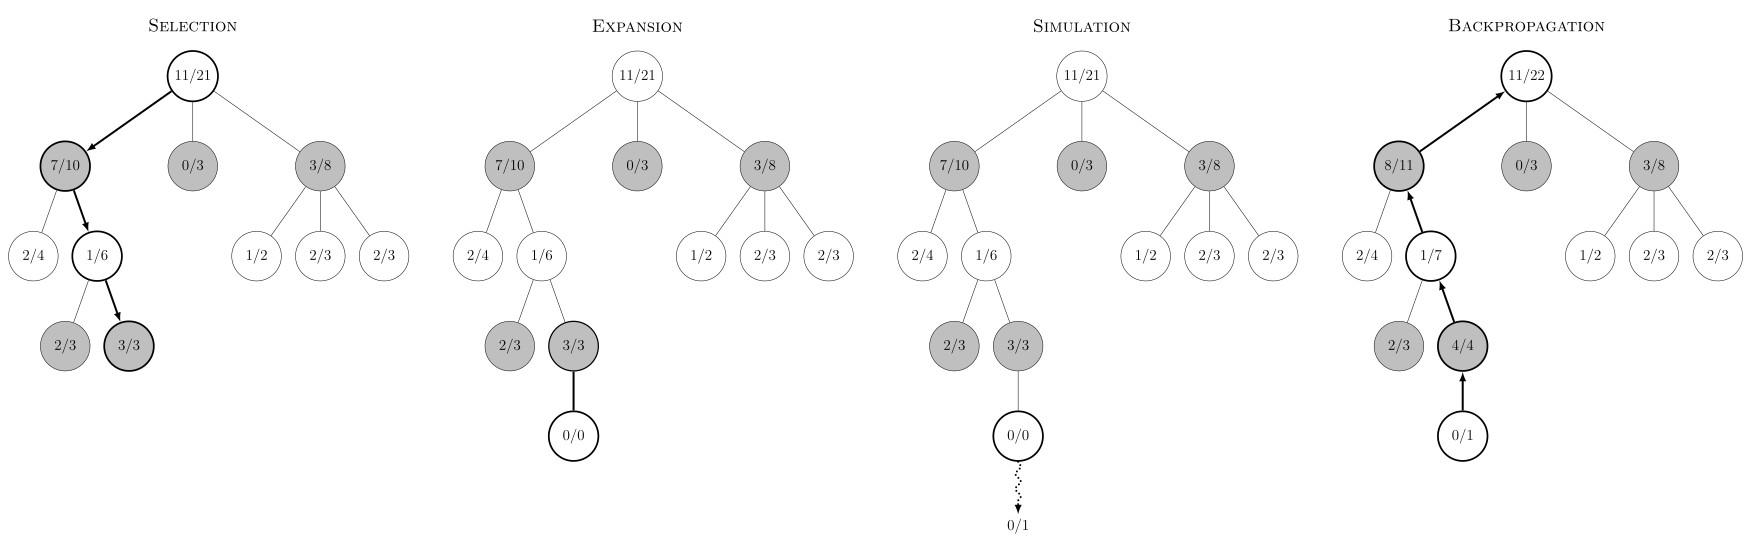 SELECTION
11/21
7/10 0/3 3/8
2/4 1/6 1/2 2/3 2/3
2/3 3/3
EXPANSION
11/21
7/10 0/3 3/8
2/4 1/6 1/2 2/3 2/3
2/3 3/3
0/0
SIMULATION
11/21
7/10 0/3 3/8
2/4 1/6 1/2 2/3 2/3
2/3 3/3
0/0
0/1
BACKPROPAGATION
11/22
8/11 0/3 3/8
2/4 1/7 1/2 2/3 2/3
2/3 4/4
0/1